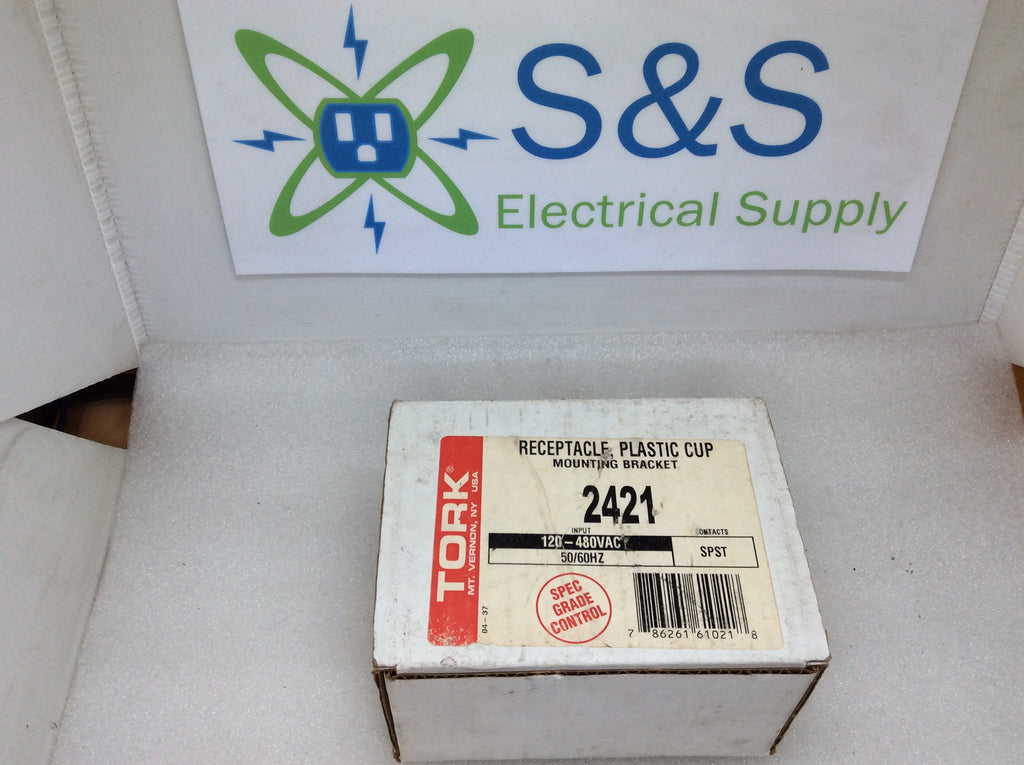 S&S
Electrical Supply
RECEPTACLE, PLASTIC CUP
MOUNTING BRACKET
2421
INPUT
120-480VAC
50/60HZ
CONTACTS
SPST
TORK®
MT. VERNON, NY USA
84-37
SPEC
GRADE
CONTROL
7 86261 61021 8